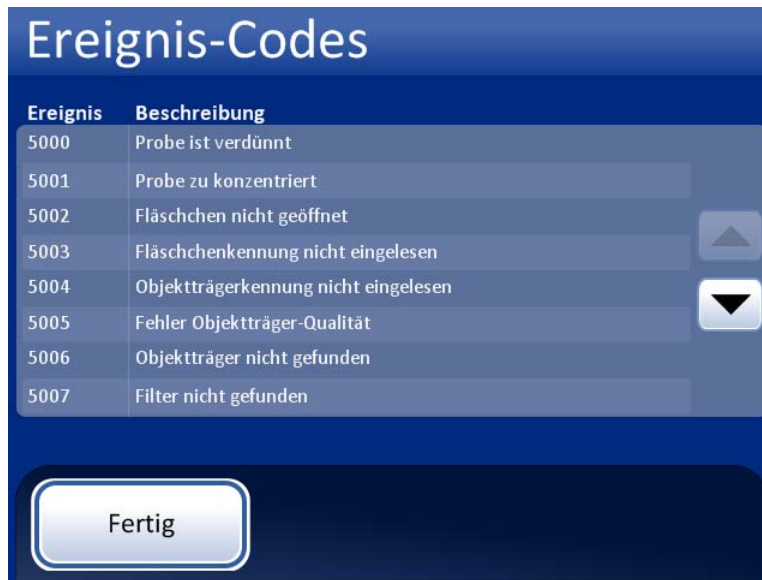 Ereignis-Codes
Ereignis Beschreibung
5000 Probe ist verdünnt
5001 Probe zu konzentriert
5002 Fläschchen nicht geöffnet
5003 Fläschchenkennung nicht eingelesen
5004 Objektträgerkennung nicht eingelesen
5005 Fehler Objektträger-Qualität
5006 Objektträger nicht gefunden
5007 Filter nicht gefunden
Fertig